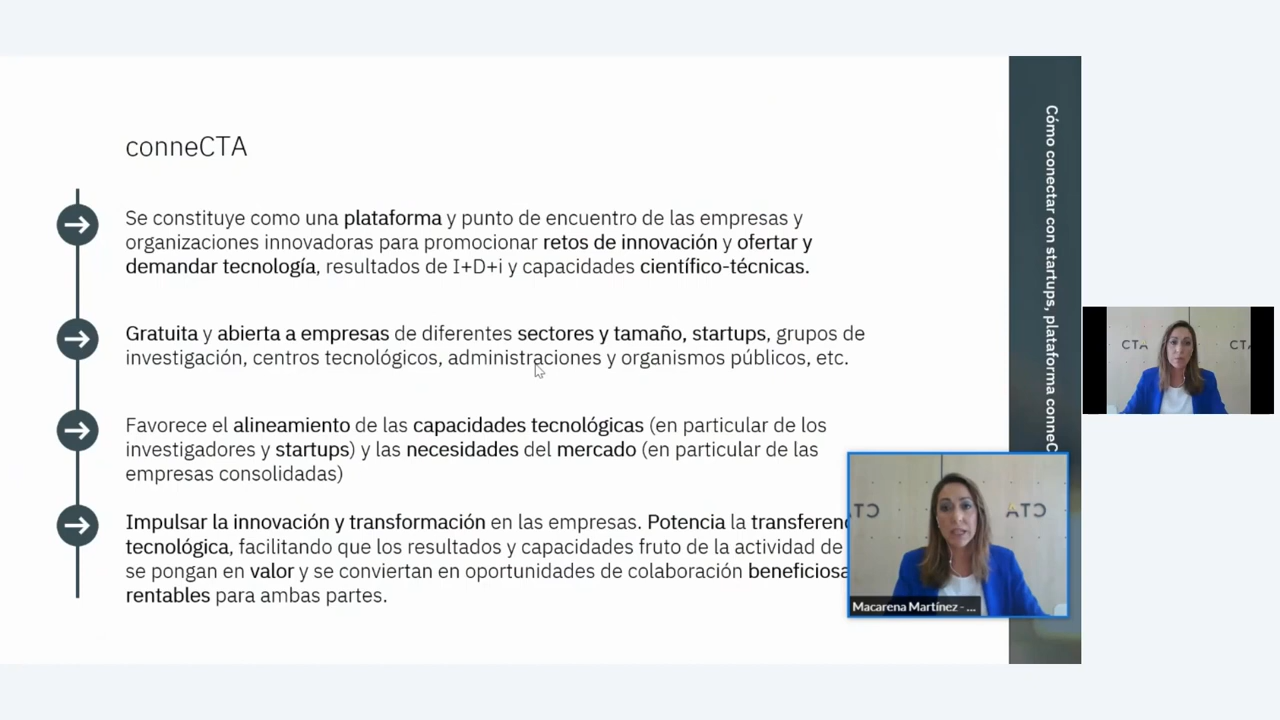 conneCTA
Se constituye como una plataforma y punto de encuentro de las empresas y
organizaciones innovadoras para promocionar retos de innovación y ofertar y
demandar tecnología, resultados de I+D+i y capacidades científico-técnicas.
Gratuita y abierta a empresas de diferentes sectores y tamaño, startups, grupos de
investigación, centros tecnológicos, administraciones y organismos públicos, etc.
Favorece el alineamiento de las capacidades tecnológicas (en particular de los
investigadores y startups) y las necesidades del mercado (en particular de las
empresas consolidadas)
Impulsar la innovación y transformación en las empresas. Potencia la
tecnológica, facilitando que los resultados y capacidades fruto de la actividad de
se pongan en valor y se conviertan en oportunidades de colaboración
rentables para ambas partes.
Cómo conectar con startups, plataforma
Macarena Martínez - ...
CTA
CTA
CTA